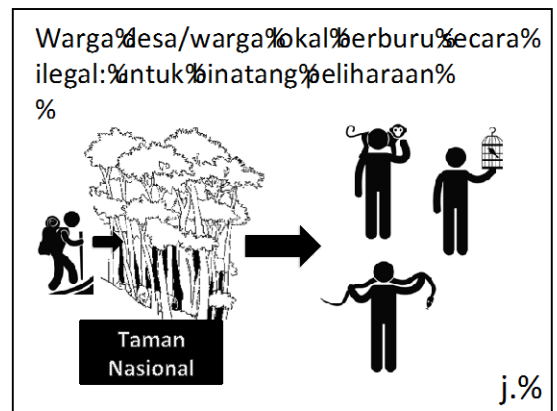 Warga%desa/warga%lokal%berburu%secara%
ilegal:%untuk%binatang%peliharaan%
%
Taman
Nasional
j.%